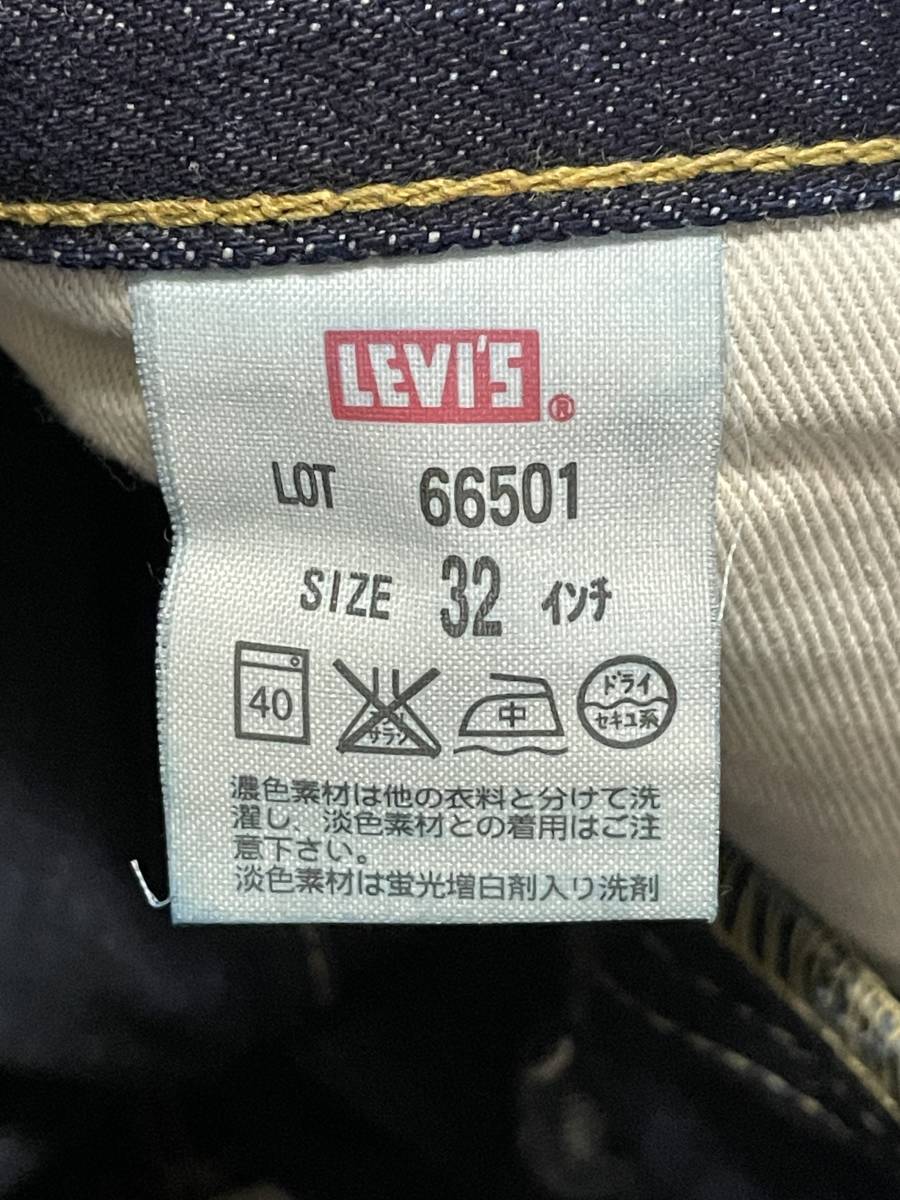 LEVI'S ®
LOT 66501
SIZE 32 インチ
40
サラシ
中
ドライ
セキユ系
濃色素材は他の衣料と分けて洗
濯し、淡色素材との着用はご注
意下さい。
淡色素材は蛍光増白剤入り洗剤